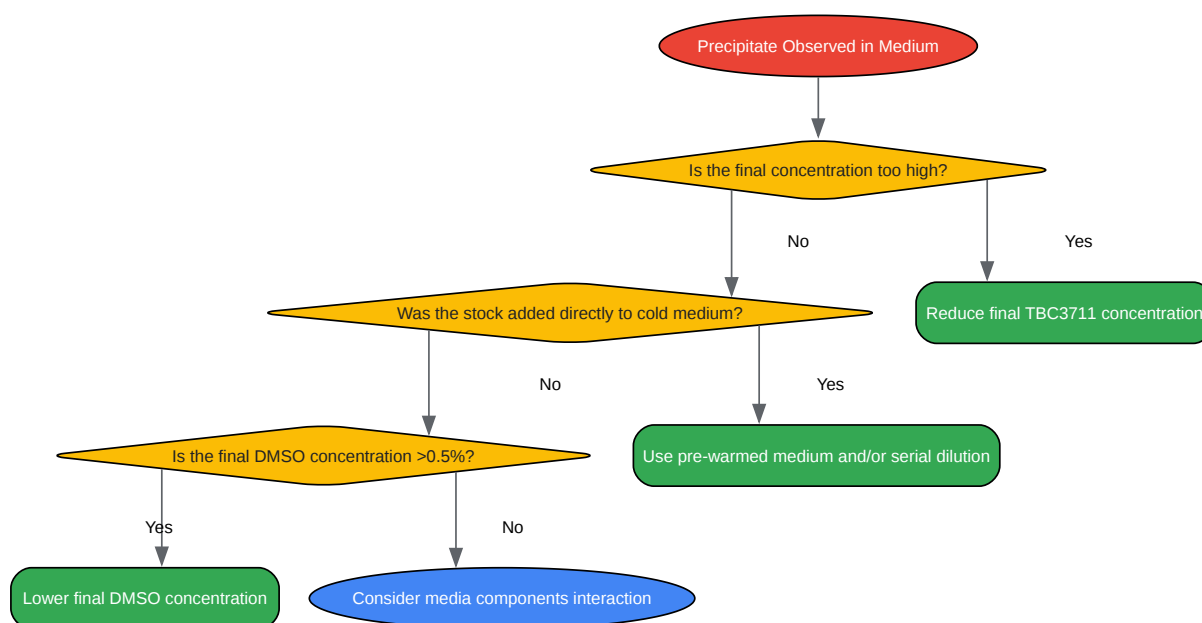 Precipitate Observed in Medium
Is the final concentration too high?
No
Yes
Reduce final TBC3711 concentration
Was the stock added directly to cold medium?
No
Yes
Use pre-warmed medium and/or serial dilution
Is the final DMSO concentration >0.5%?
Yes
No
Lower final DMSO concentration
Consider media components interaction